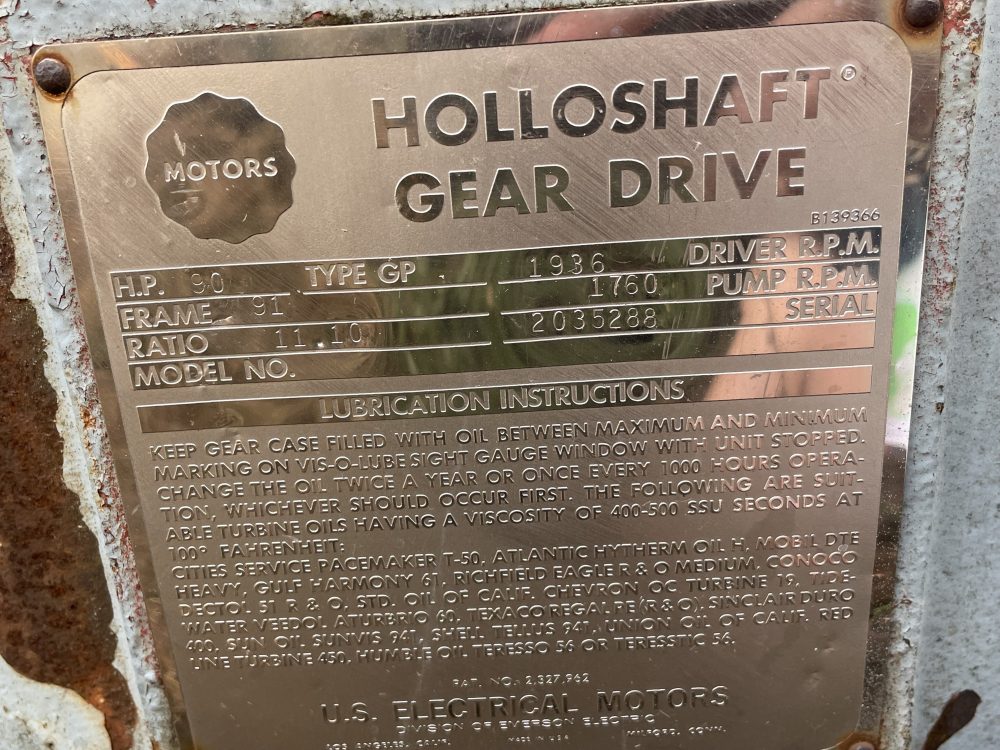 MOTORS
HOLLOSHAFT®
GEAR DRIVE
B139366
H.P. 90 TYPE GP 1936 DRIVER R.P.M.
FRAME 91 1760 PUMP R.P.M.
RATIO 11.10 2035288 SERIAL
MODEL NO.
LUBRICATION INSTRUCTIONS
KEEP GEAR CASE FILLED WITH OIL BETWEEN MAXIMUM AND MINIMUM
MARKING ON VIS-O-LUBE SIGHT GAUGE WINDOW WITH UNIT STOPPED.
CHANGE THE OIL TWICE A YEAR OR ONCE EVERY 1000 HOURS OPERA-
TION, WHICHEVER SHOULD OCCUR FIRST. THE FOLLOWING ARE SUIT-
ABLE TURBINE OILS HAVING A VISCOSITY OF 400-500 SSU SECONDS AT
100° FAHRENHEIT:
CITIES SERVICE PACEMAKER T-50, ATLANTIC HYTHERM OIL H, MOBIL DTE
HEAVY, GULF HARMONY 61, RICHFIELD EAGLE R & O MEDIUM, CONOCO
DECTOL 51 R & O, STD. OIL OF CALIF. CHEVRON OC TURBINE 19, TIDE-
WATER VEEDOL ATURBRIO 60, TEXACO REGAL PE (R & O), SINCLAIR DURO
400, SUN OIL SUNVIS 941, SHELL TELLUS 941, UNION OIL OF CALIF. RED
LINE TURBINE 450, HUMBLE OIL TERESSO 56 OR TERESSTIC 56.
PAT. NO. 2,327,962
U.S. ELECTRICAL MOTORS
DIVISION OF EMERSON ELECTRIC
LOS ANGELES, CALIF. MADE IN U.S.A. MILFORD, CONN.